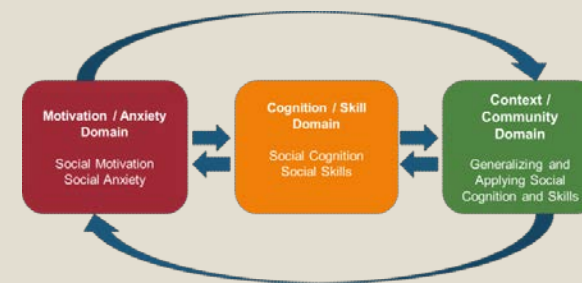 Motivation / Anxiety
Domain
Social Motivation
Social Anxiety
Cognition / Skill
Domain
Social Cognition
Social Skills
Context /
Community
Domain
Generalizing and
Applying Social
Cognition and Skills